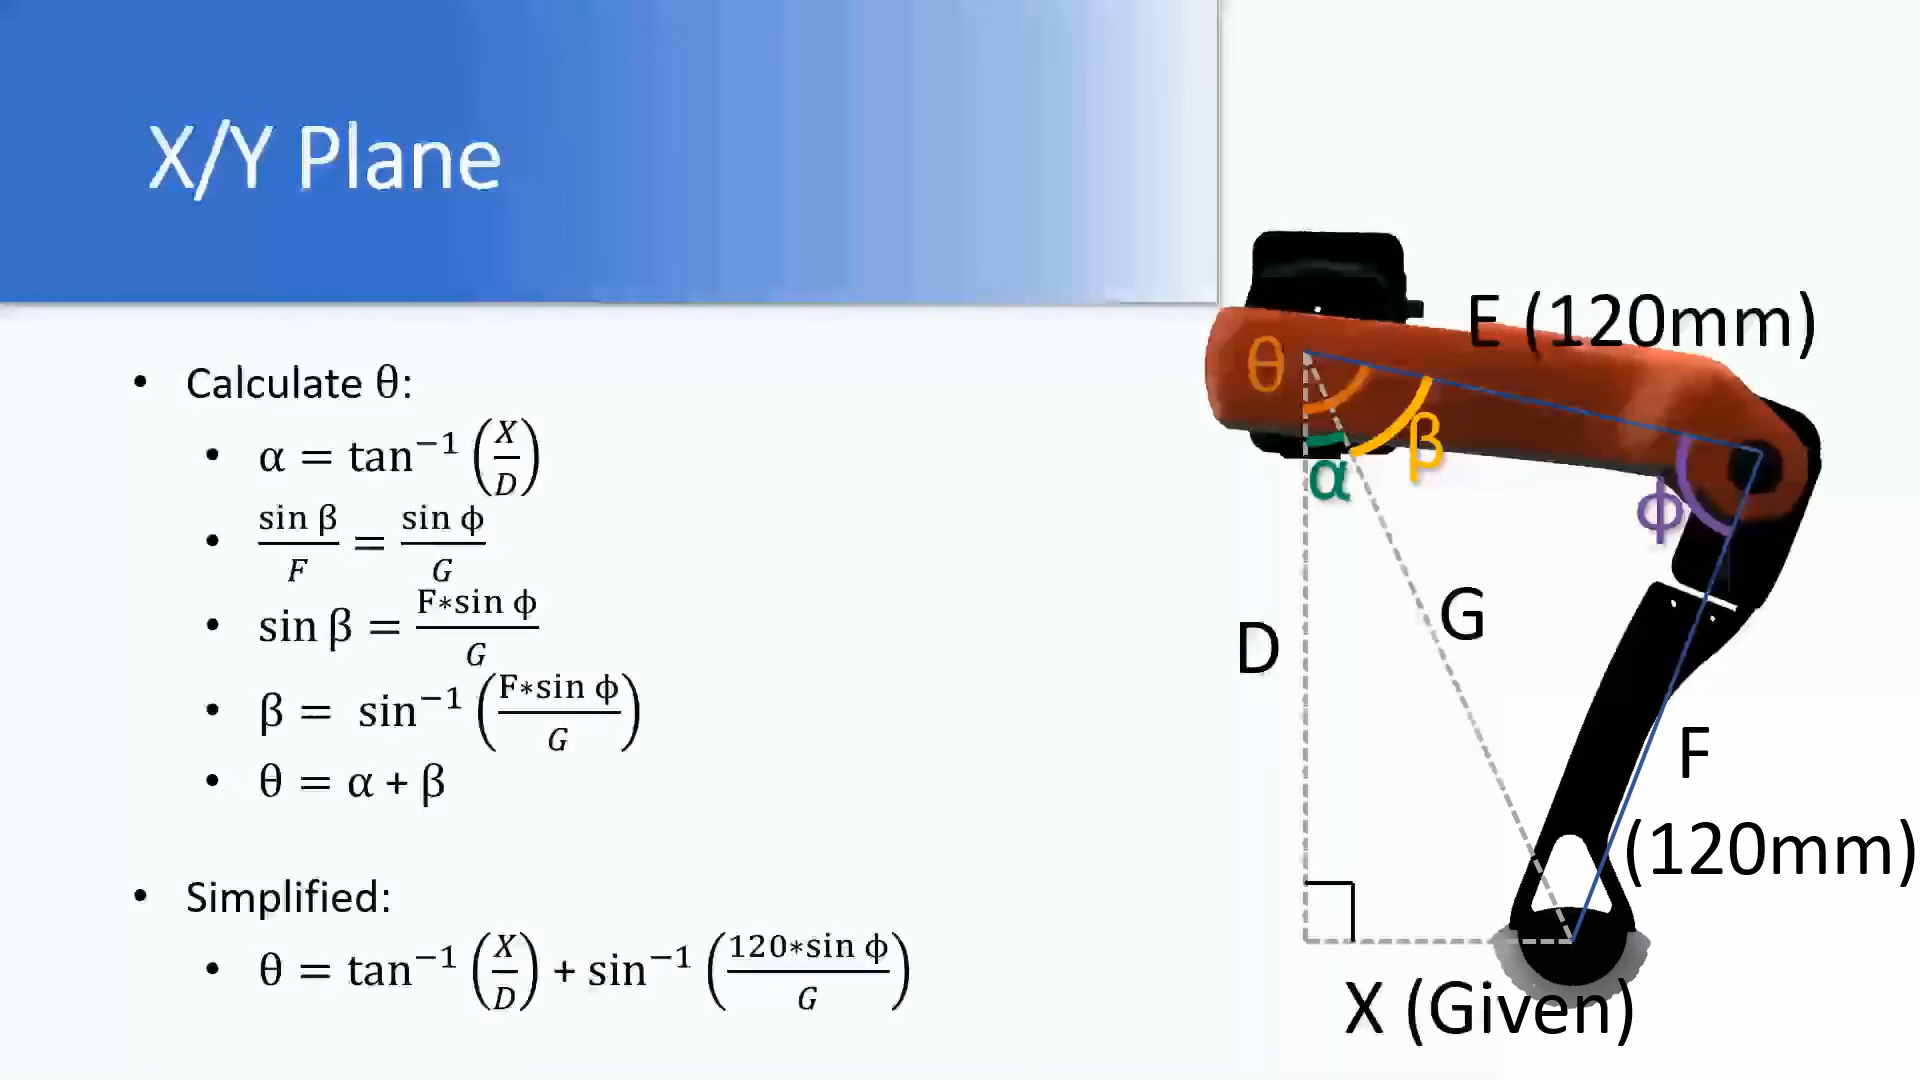 X/Y Plane
• Calculate θ:
• α = tan⁻¹ (X/D)
• sin β/F = sin ϕ/G
• sin β = F∗sin ϕ/G
• β = sin⁻¹ (F∗sin ϕ/G)
• θ = α + β
• Simplified:
• θ = tan⁻¹ (X/D) + sin⁻¹ (120∗sin ϕ/G)
E (120mm)
θ
β
α
ϕ
D
G
F
(120mm)
X (Given)